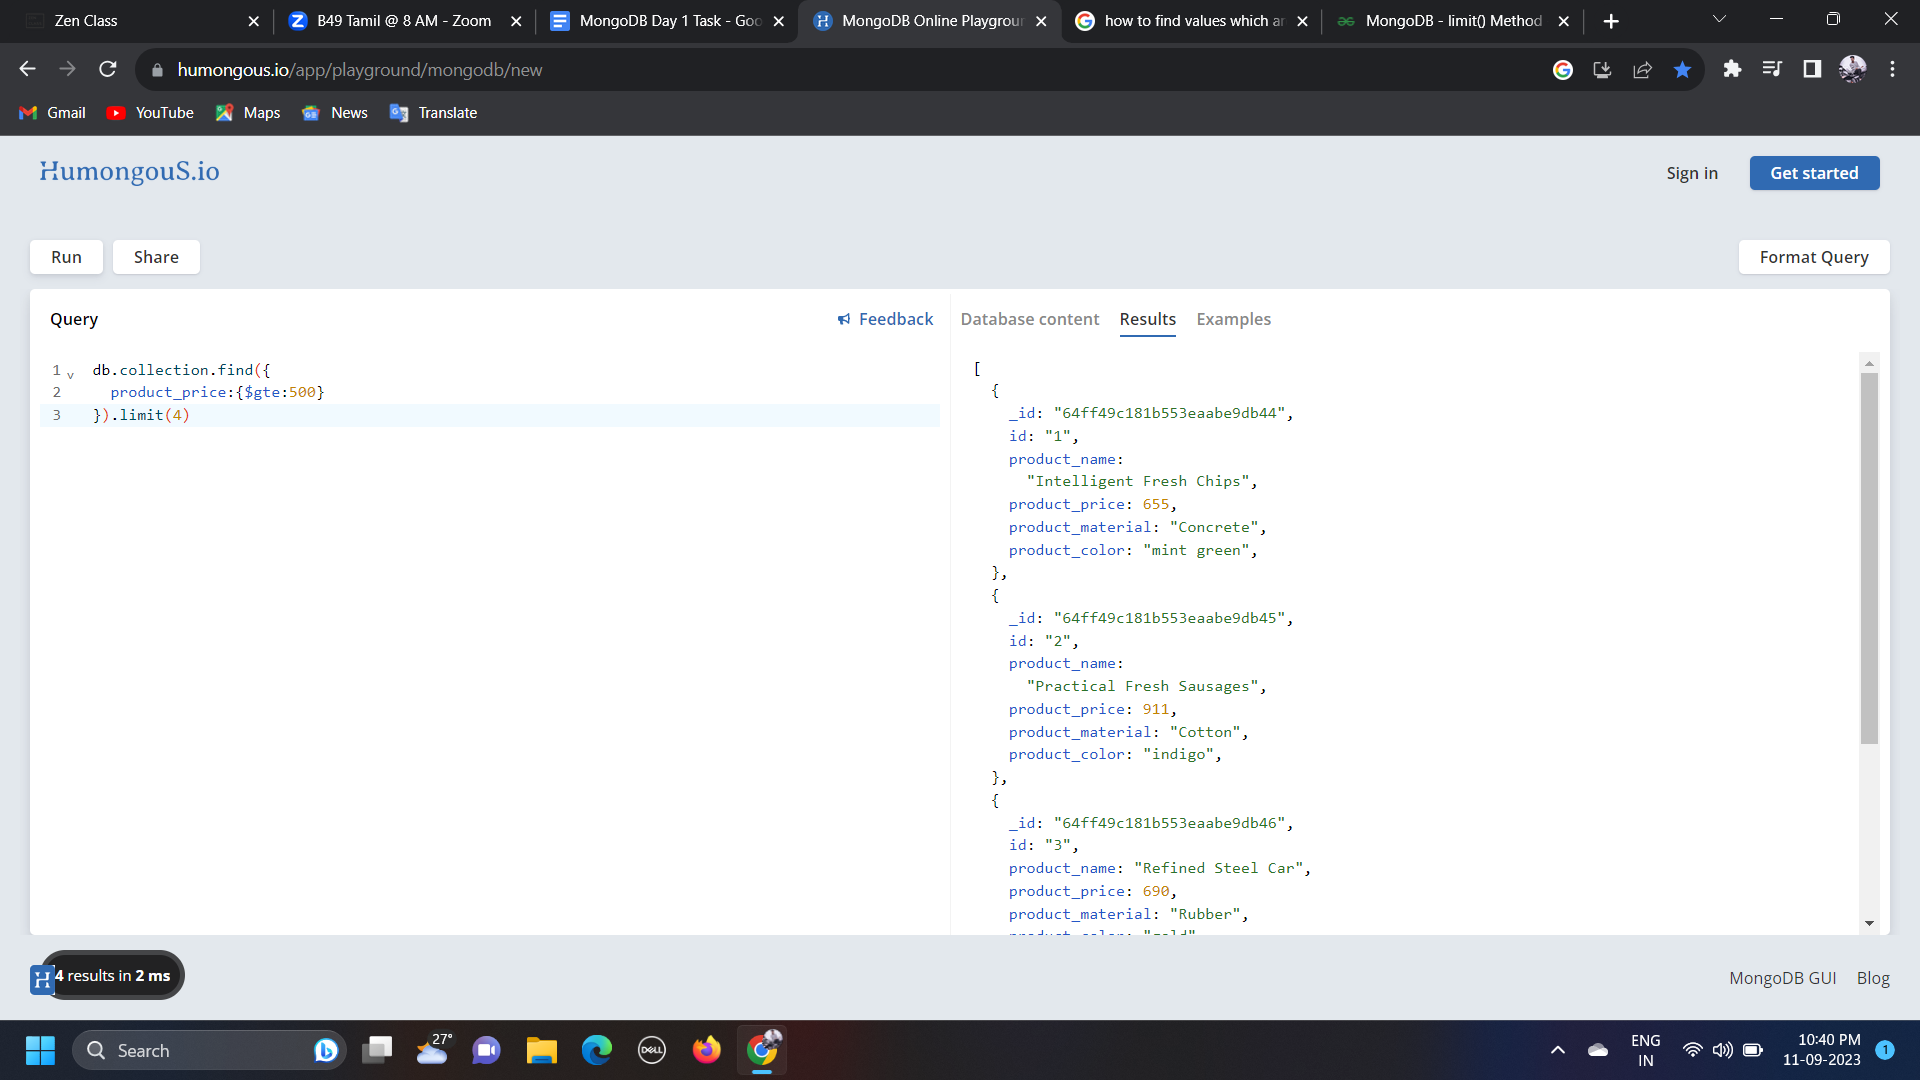 Zen Class
B49 Tamil @ 8 AM - Zoom
MongoDB Day 1 Task - Goo
MongoDB Online Playgroun
how to find values which ar
MongoDB - limit() Method
humongous.io/app/playground/mongodb/new
Gmail
YouTube
Maps
News
Translate
HumongouS.io
Sign in
Get started
Run
Share
Format Query
Query
Feedback
Database content
Results
Examples
1 db.collection.find({
2 product_price:{$gte:500}
3 }).limit(4)
[
{
_id: "64ff49c181b553eaabe9db44",
id: "1",
product_name:
"Intelligent Fresh Chips",
product_price: 655,
product_material: "Concrete",
product_color: "mint green",
},
{
_id: "64ff49c181b553eaabe9db45",
id: "2",
product_name:
"Practical Fresh Sausages",
product_price: 911,
product_material: "Cotton",
product_color: "indigo",
},
{
_id: "64ff49c181b553eaabe9db46",
id: "3",
product_name: "Refined Steel Car",
product_price: 690,
product_material: "Rubber",
product_color: "gold"
H
4 results in 2 ms
MongoDB GUI
Blog
Search
27°
DELL
ENG
IN
10:40 PM
11-09-2023
1